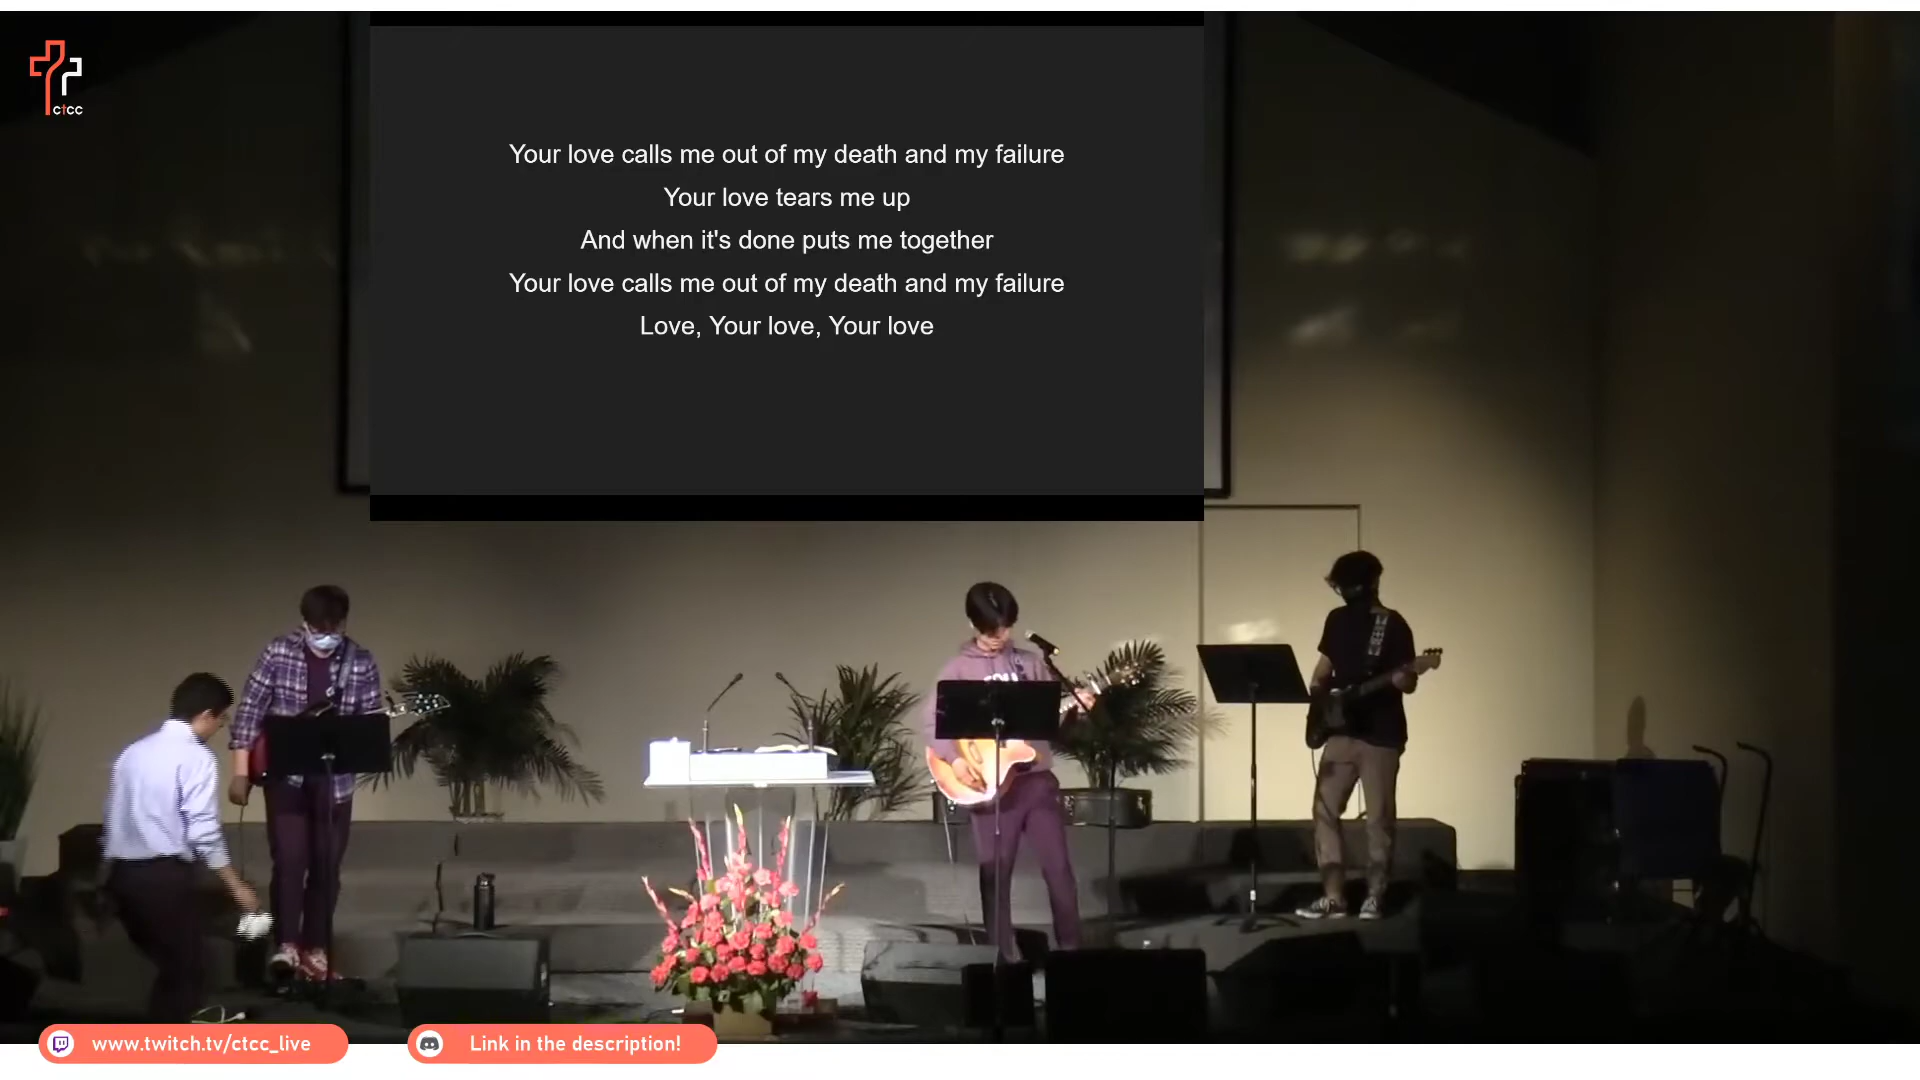 ctcc
Your love calls me out of my death and my failure
Your love tears me up
And when it's done puts me together
Your love calls me out of my death and my failure
Love, Your love, Your love
www.twitch.tv/ctcc_live
Link in the description!